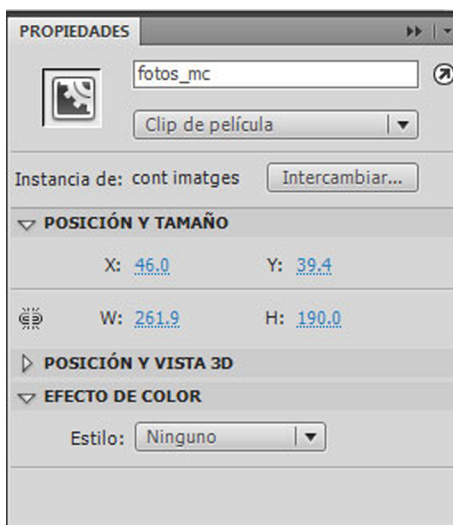 PROPIEDADES
fotos_mc
Clip de película
Instancia de: cont imatges Intercambiar...
POSICIÓN Y TAMAÑO
X: 46.0 Y: 39.4
W: 261.9 H: 190.0
POSICIÓN Y VISTA 3D
EFECTO DE COLOR
Estilo: Ninguno